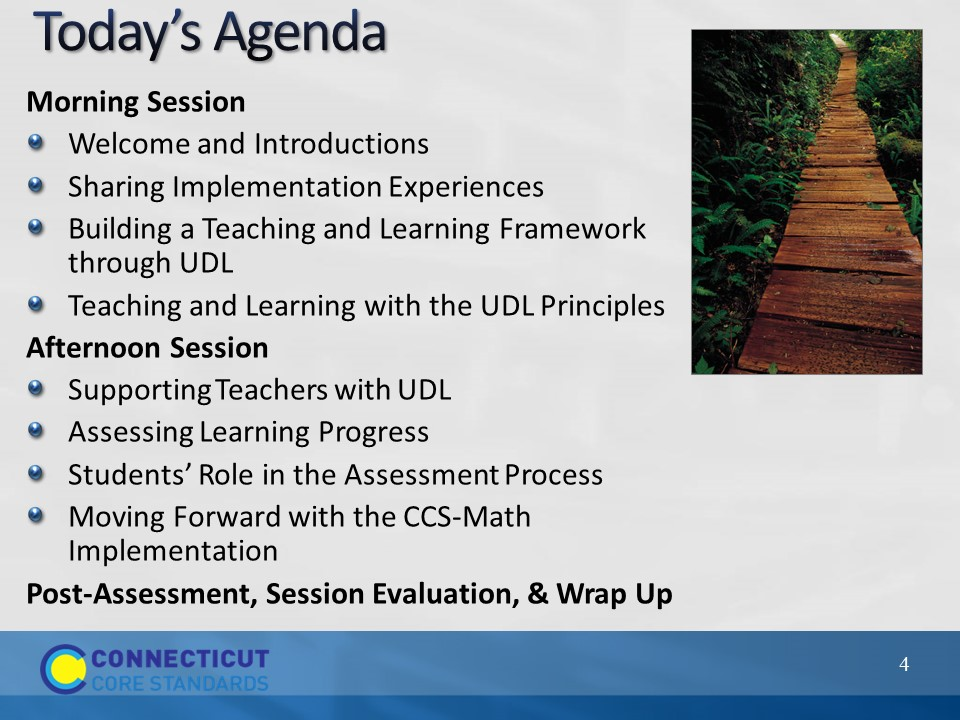 Today's Agenda
Morning Session
Welcome and Introductions
Sharing Implementation Experiences
Building a Teaching and Learning Framework
through UDL
Teaching and Learning with the UDL Principles
Afternoon Session
Supporting Teachers with UDL
Assessing Learning Progress
Students' Role in the Assessment Process
Moving Forward with the CCS-Math
Implementation
Post-Assessment, Session Evaluation, & Wrap Up
CONNECTICUT
CORE STANDARDS
4